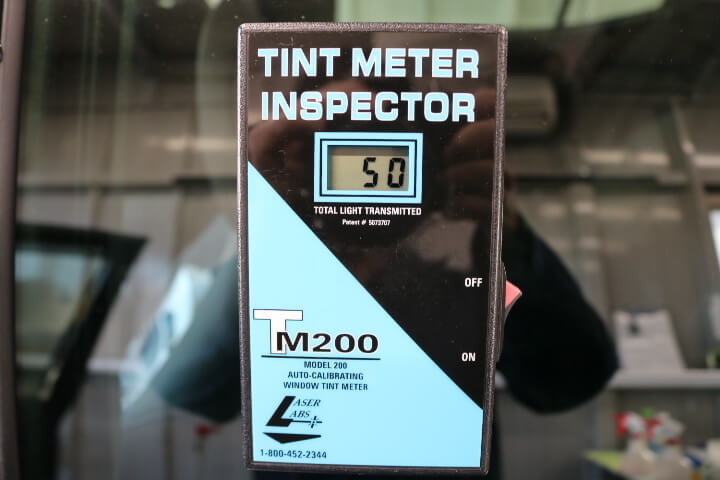 TINT METER
INSPECTOR
50
TOTAL LIGHT TRANSMITTED
Patent # 5073707
OFF
ON
TM200
MODEL 200
AUTO-CALIBRATING
WINDOW TINT METER
LASER
LABS
1-800-452-2344